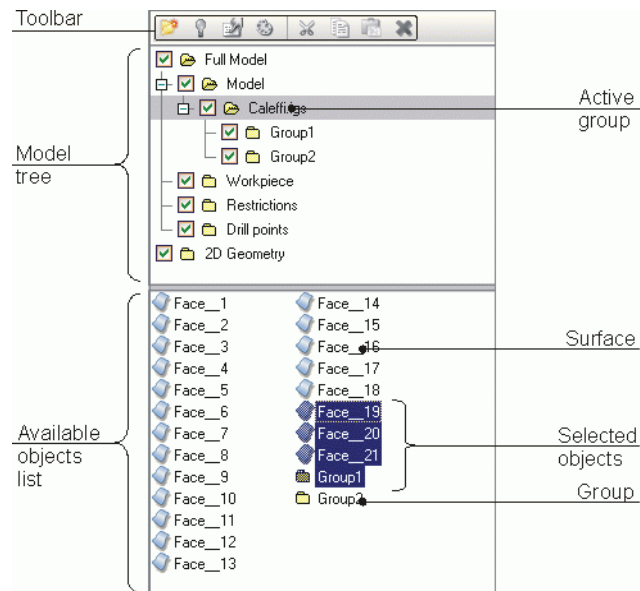 Toolbar
Full Model
Model
Caleffi.igs
Active
group
Group1
Model
tree
Group2
Workpiece
Restrictions
Drill points
2D Geometry
Face__1
Face__2
Face__3
Face__4
Face__5
Face__6
Face__7
Face__8
Face__9
Face__10
Face__11
Face__12
Face__13
Face__14
Face__15
Face__16
Face__17
Face__18
Face__19
Face__20
Face__21
Group1
Group2
Surface
Available
objects
list
Selected
objects
Group